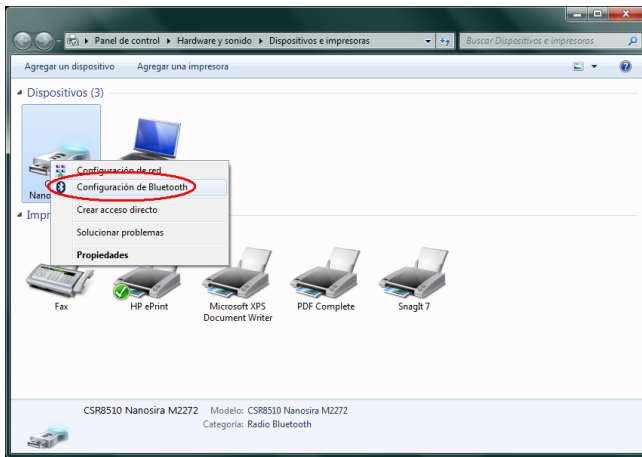 Panel de control ▸ Hardware y sonido ▸ Dispositivos e impresoras
Buscar Dispositivos e impresoras
Agregar un dispositivo
Agregar una impresora
Dispositivos (3)
Nano
Configuración de red
Configuración de Bluetooth
Crear acceso directo
Solucionar problemas
Propiedades
Impr
Fax
HP ePrint
Microsoft XPS
Document Writer
PDF Complete
SnagIt 7
CSR8510 Nanosira M2272
Modelo: CSR8510 Nanosira M2272
Categoría: Radio Bluetooth